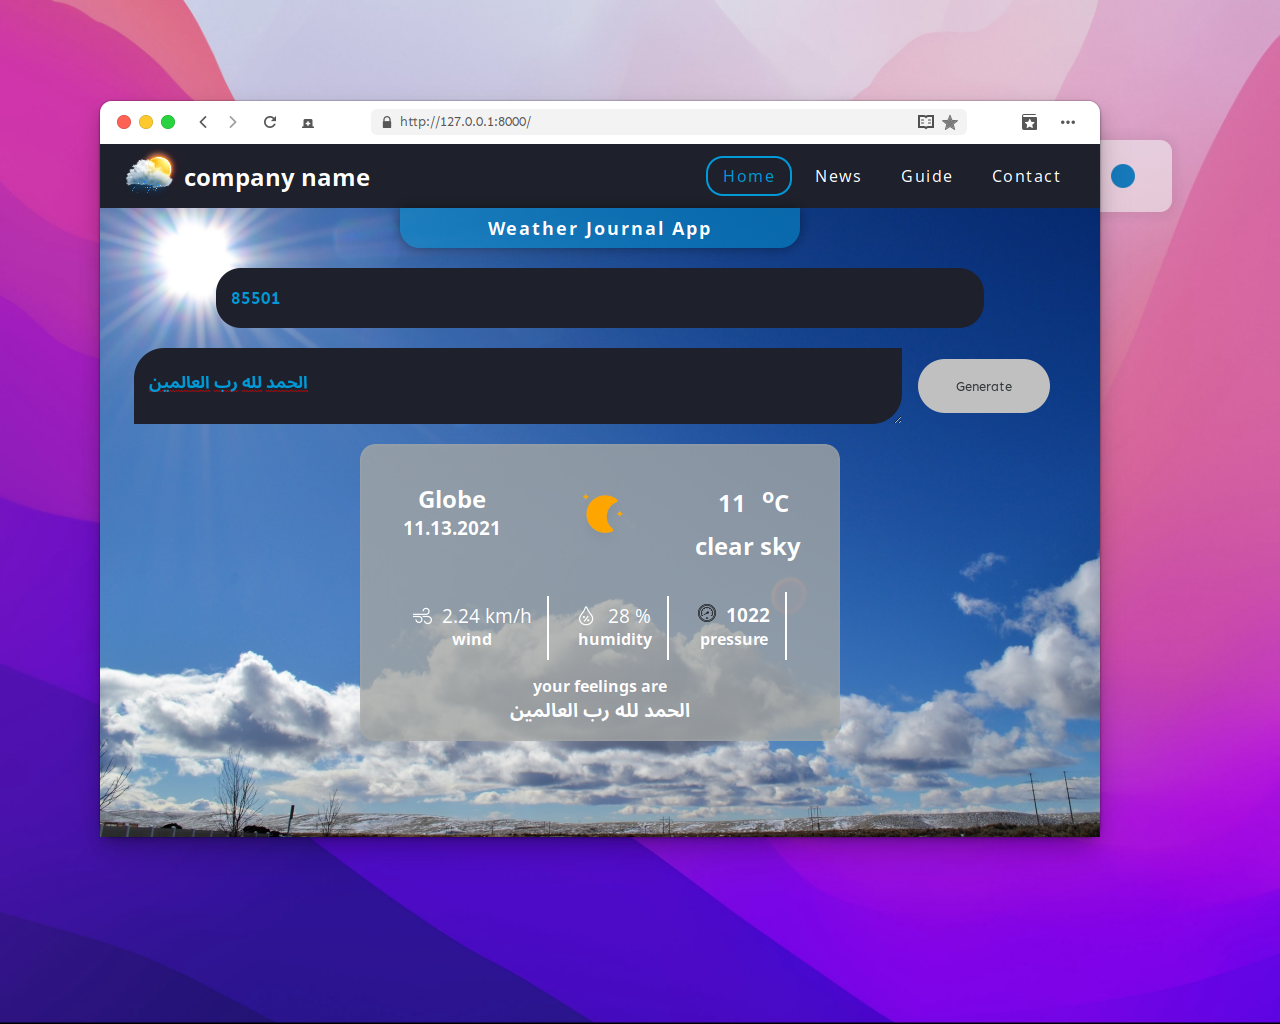 http://127.0.0.1:8000/
company name
Home News Guide Contact
Weather Journal App
85501
الحمد لله رب العالمين
Generate
Globe
11.13.2021
11 ºC
clear sky
2.24 km/h
wind
28 %
humidity
1022
pressure
your feelings are
الحمد لله رب العالمين